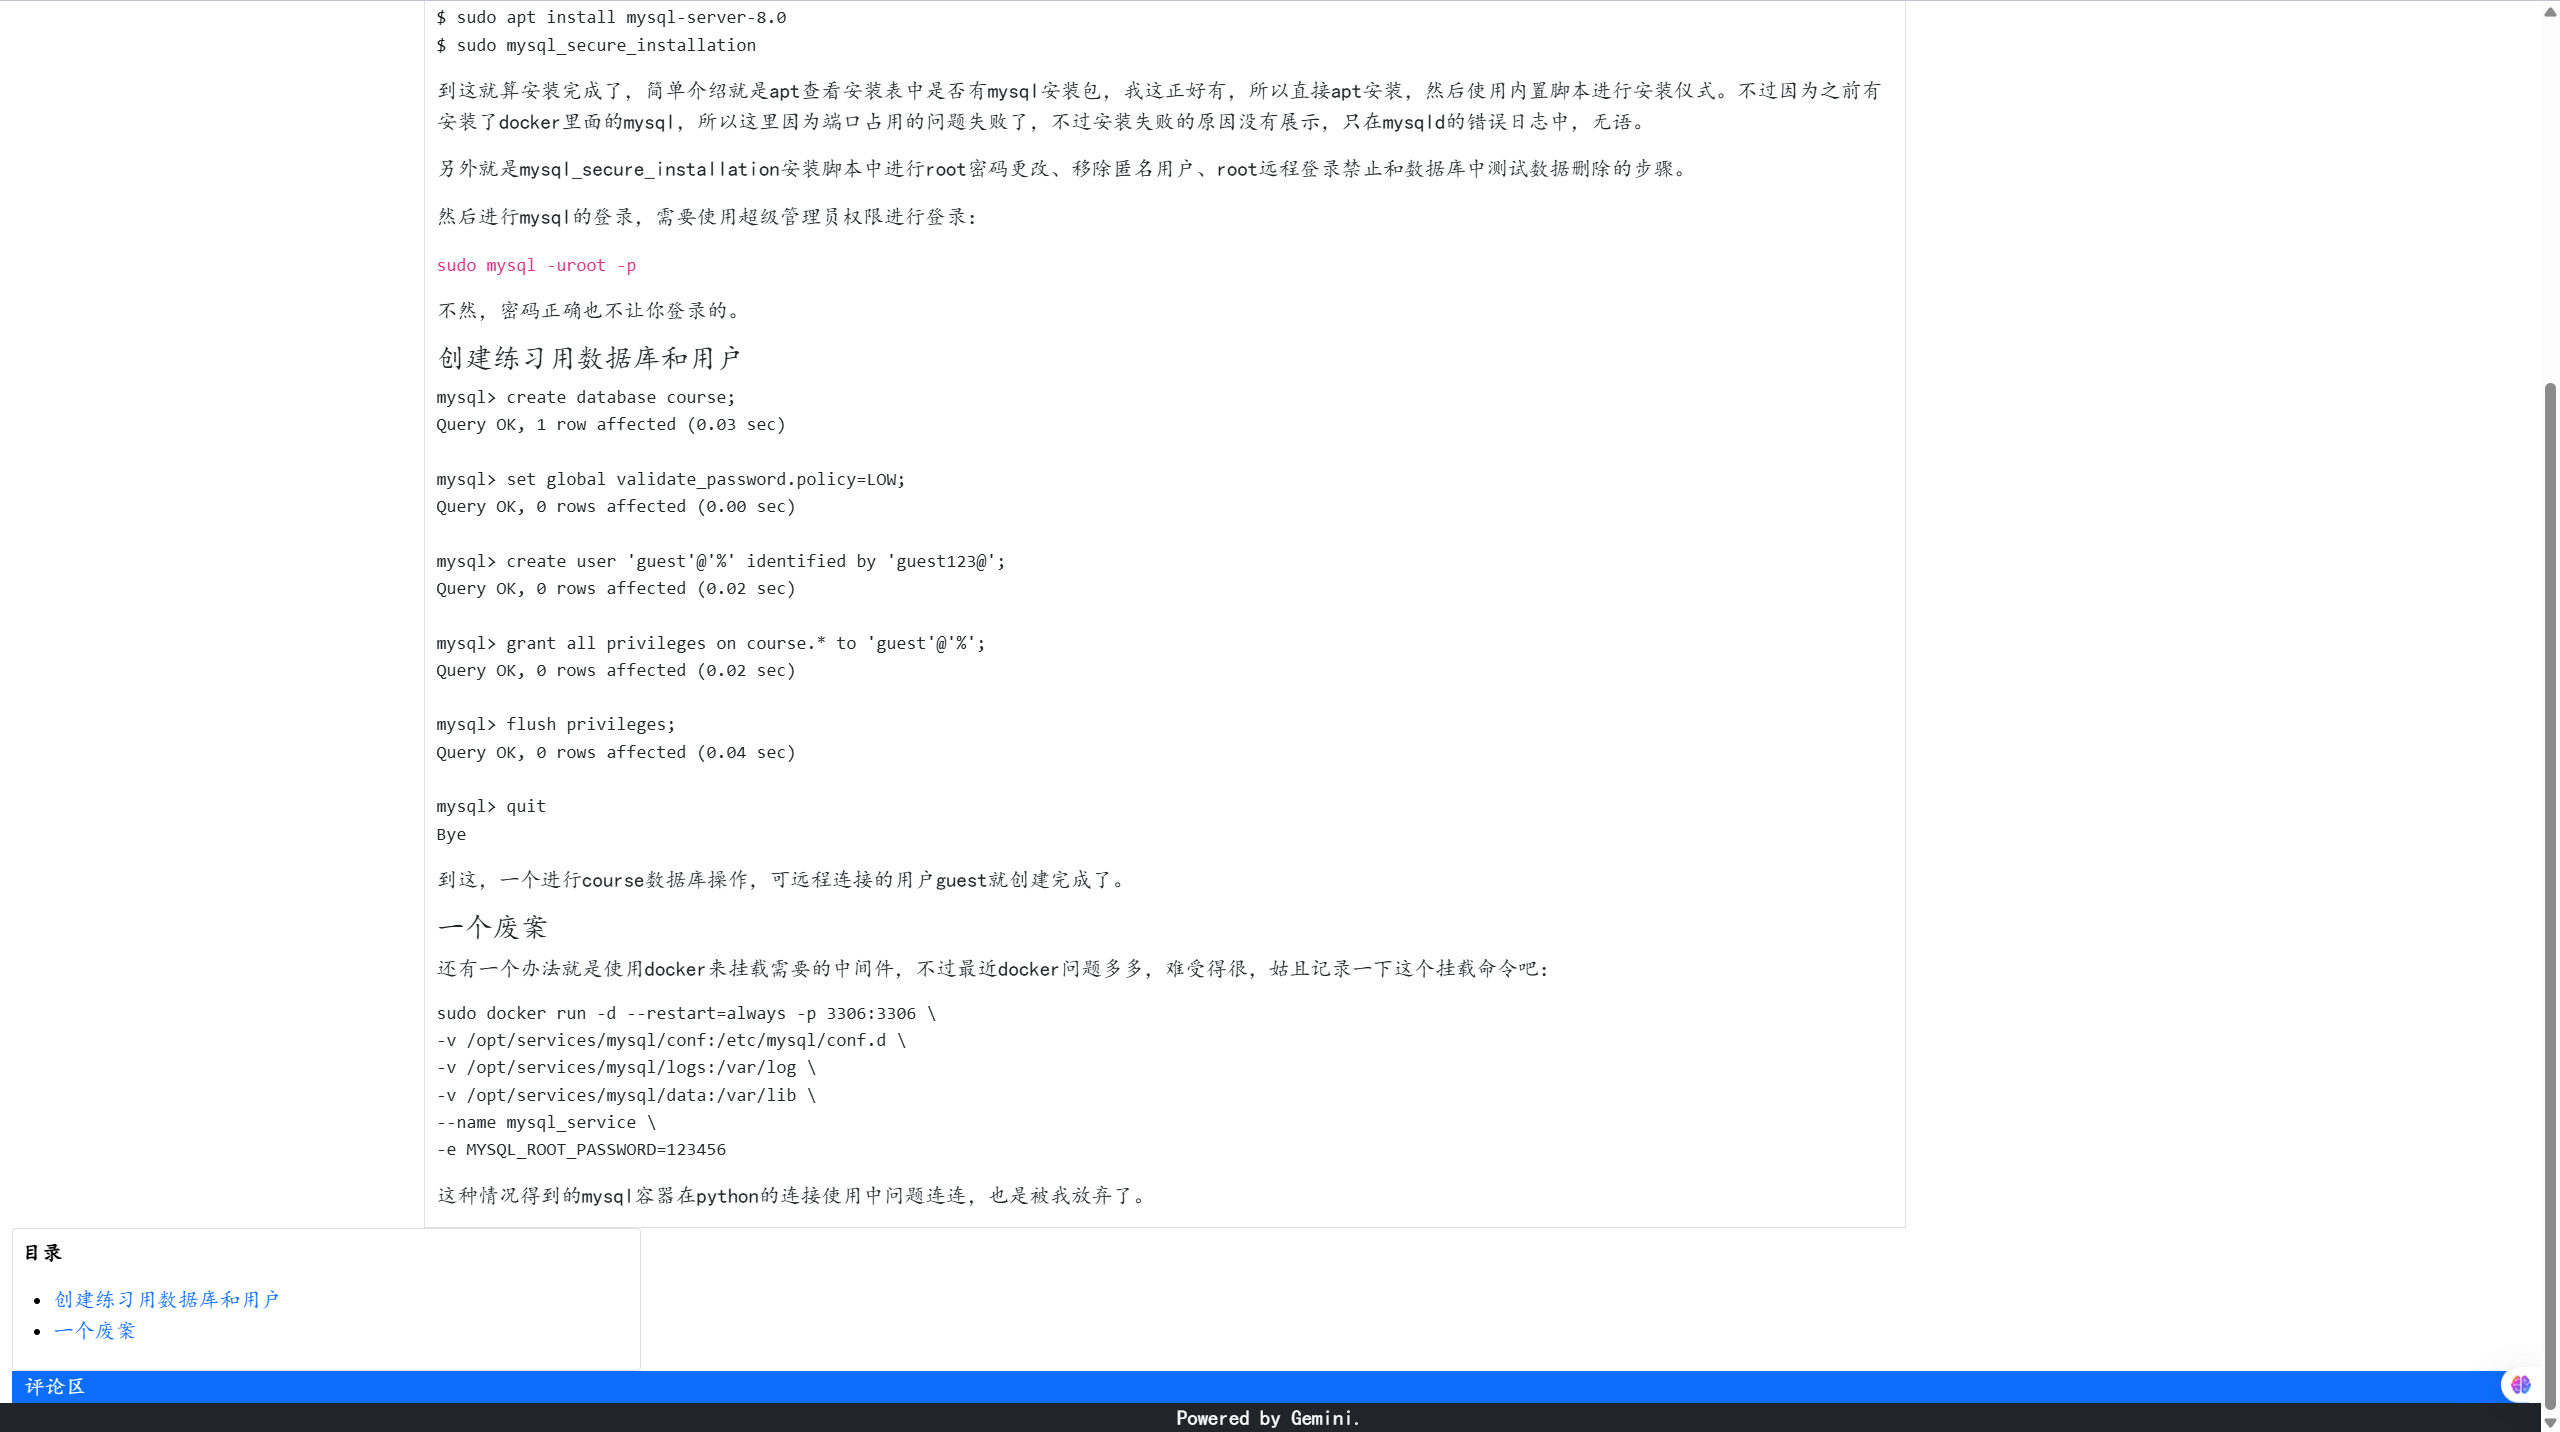 $ sudo apt install mysql-server-8.0
$ sudo mysql_secure_installation
到这就算安装完成了，简单介绍就是apt查看安装表中是否有mysql安装包，我这正好有，所以直接apt安装，然后使用内置脚本进行安装仪式。不过因为之前有
安装了docker里面的mysql，所以这里因为端口占用的问题失败了，不过安装失败的原因没有展示，只在mysqld的错误日志中，无语。
另外就是mysql_secure_installation安装脚本中进行root密码更改、移除匿名用户、root远程登录禁止和数据库中测试数据删除的步骤。
然后进行mysql的登录，需要使用超级管理员权限进行登录：
sudo mysql -uroot -p
不然，密码正确也不让你登录的。
创建练习用数据库和用户
mysql> create database course;
Query OK, 1 row affected (0.03 sec)
mysql> set global validate_password.policy=LOW;
Query OK, 0 rows affected (0.00 sec)
mysql> create user 'guest'@'%' identified by 'guest123@';
Query OK, 0 rows affected (0.02 sec)
mysql> grant all privileges on course.* to 'guest'@'%';
Query OK, 0 rows affected (0.02 sec)
mysql> flush privileges;
Query OK, 0 rows affected (0.04 sec)
mysql> quit
Bye
到这，一个进行course数据库操作，可远程连接的用户guest就创建完成了。
一个废案
还有一个办法就是使用docker来挂载需要的中间件，不过最近docker问题多多，难受得很，姑且记录一下这个挂载命令吧：
sudo docker run -d --restart=always -p 3306:3306 \
-v /opt/services/mysql/conf:/etc/mysql/conf.d \
-v /opt/services/mysql/logs:/var/log \
-v /opt/services/mysql/data:/var/lib \
--name mysql_service \
-e MYSQL_ROOT_PASSWORD=123456
这种情况得到的mysql容器在python的连接使用中问题连连，也是被我放弃了。
目录
创建练习用数据库和用户
一个废案
评论区
Powered by Gemini.